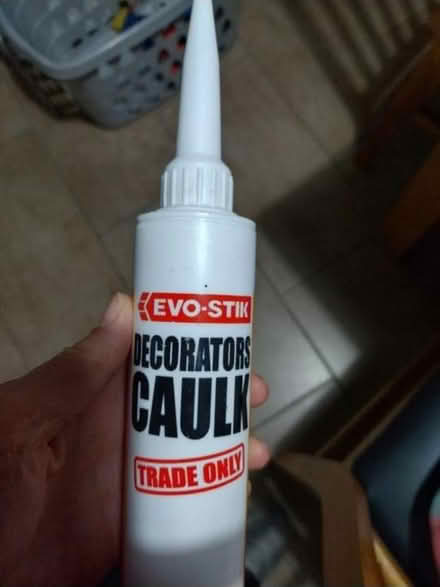 EVO-STIK
DECORATORS
CAULK
TRADE ONLY